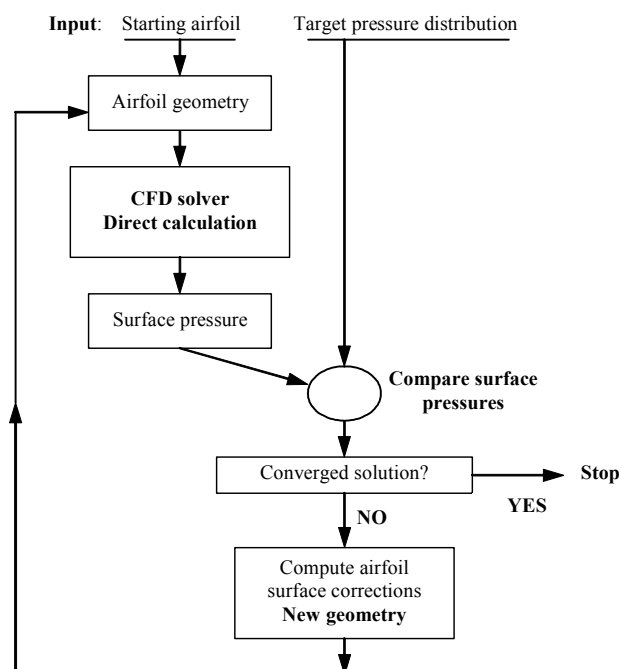 Input: Starting airfoil Target pressure distribution
Airfoil geometry
CFD solver
Direct calculation
Surface pressure
Compare surface
pressures
Converged solution?
Stop
YES
NO
Compute airfoil
surface corrections
New geometry